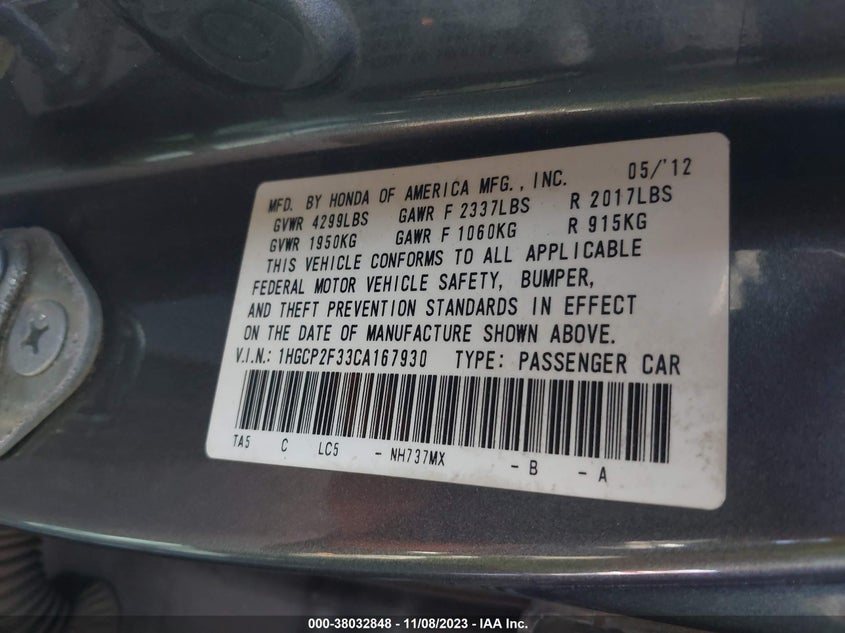 MFD. BY HONDA OF AMERICA MFG., INC. 05/'12
GVWR 4299LBS GAWR F 2337LBS R 2017LBS
GVWR 1950KG GAWR F 1060KG R 915KG
THIS VEHICLE CONFORMS TO ALL APPLICABLE
FEDERAL MOTOR VEHICLE SAFETY, BUMPER,
AND THEFT PREVENTION STANDARDS IN EFFECT
ON THE DATE OF MANUFACTURE SHOWN ABOVE.
V.I.N.: 1HGCP2F33CA167930 TYPE: PASSENGER CAR
TA5 C LC5 - NH737MX - B - A
000-38032848 - 11/08/2023 - IAA Inc.